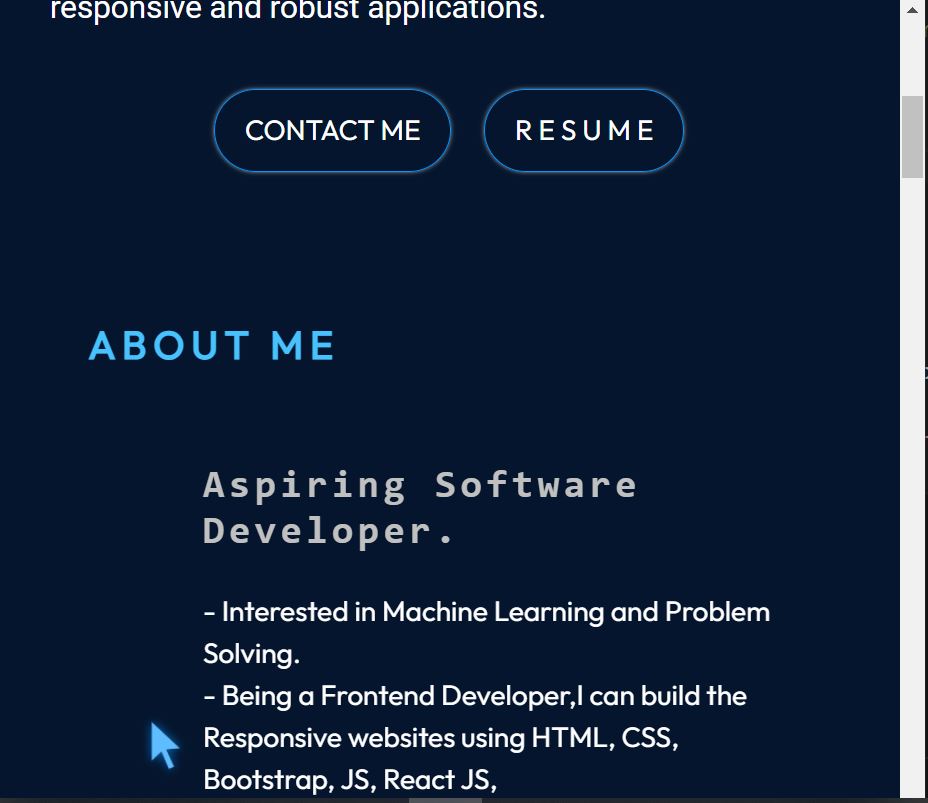 responsive and robust applications.
CONTACT ME RESUME
ABOUT ME
Aspiring Software
Developer.
- Interested in Machine Learning and Problem
Solving.
- Being a Frontend Developer,I can build the
Responsive websites using HTML, CSS,
Bootstrap, JS, React JS,